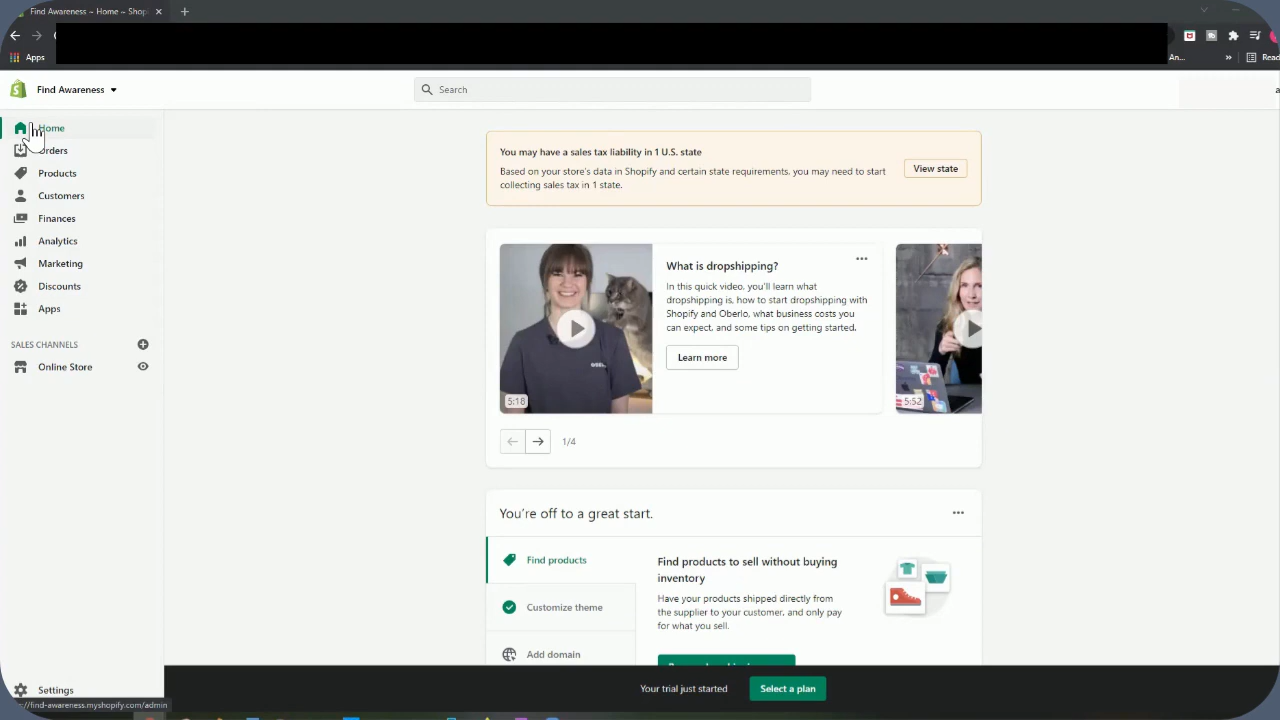 Find Awareness ~ Home ~ Shop
Apps
An...
Read
Find Awareness
Search
Home
Orders
Products
Customers
Finances
Analytics
Marketing
Discounts
Apps
SALES CHANNELS
Online Store
Settings
://find-awareness.myshopify.com/admin
You may have a sales tax liability in 1 U.S. state
Based on your store's data in Shopify and certain state requirements, you may need to start
collecting sales tax in 1 state.
View state
What is dropshipping?
In this quick video, you'll learn what
dropshipping is, how to start dropshipping with
Shopify and Oberlo, what business costs you
can expect, and some tips on getting started.
Learn more
5:18
5:52
1/4
You're off to a great start.
Find products
Customize theme
Add domain
Find products to sell without buying
inventory
Have your products shipped directly from
the supplier to your customer, and only pay
for what you sell.
Your trial just started
Select a plan